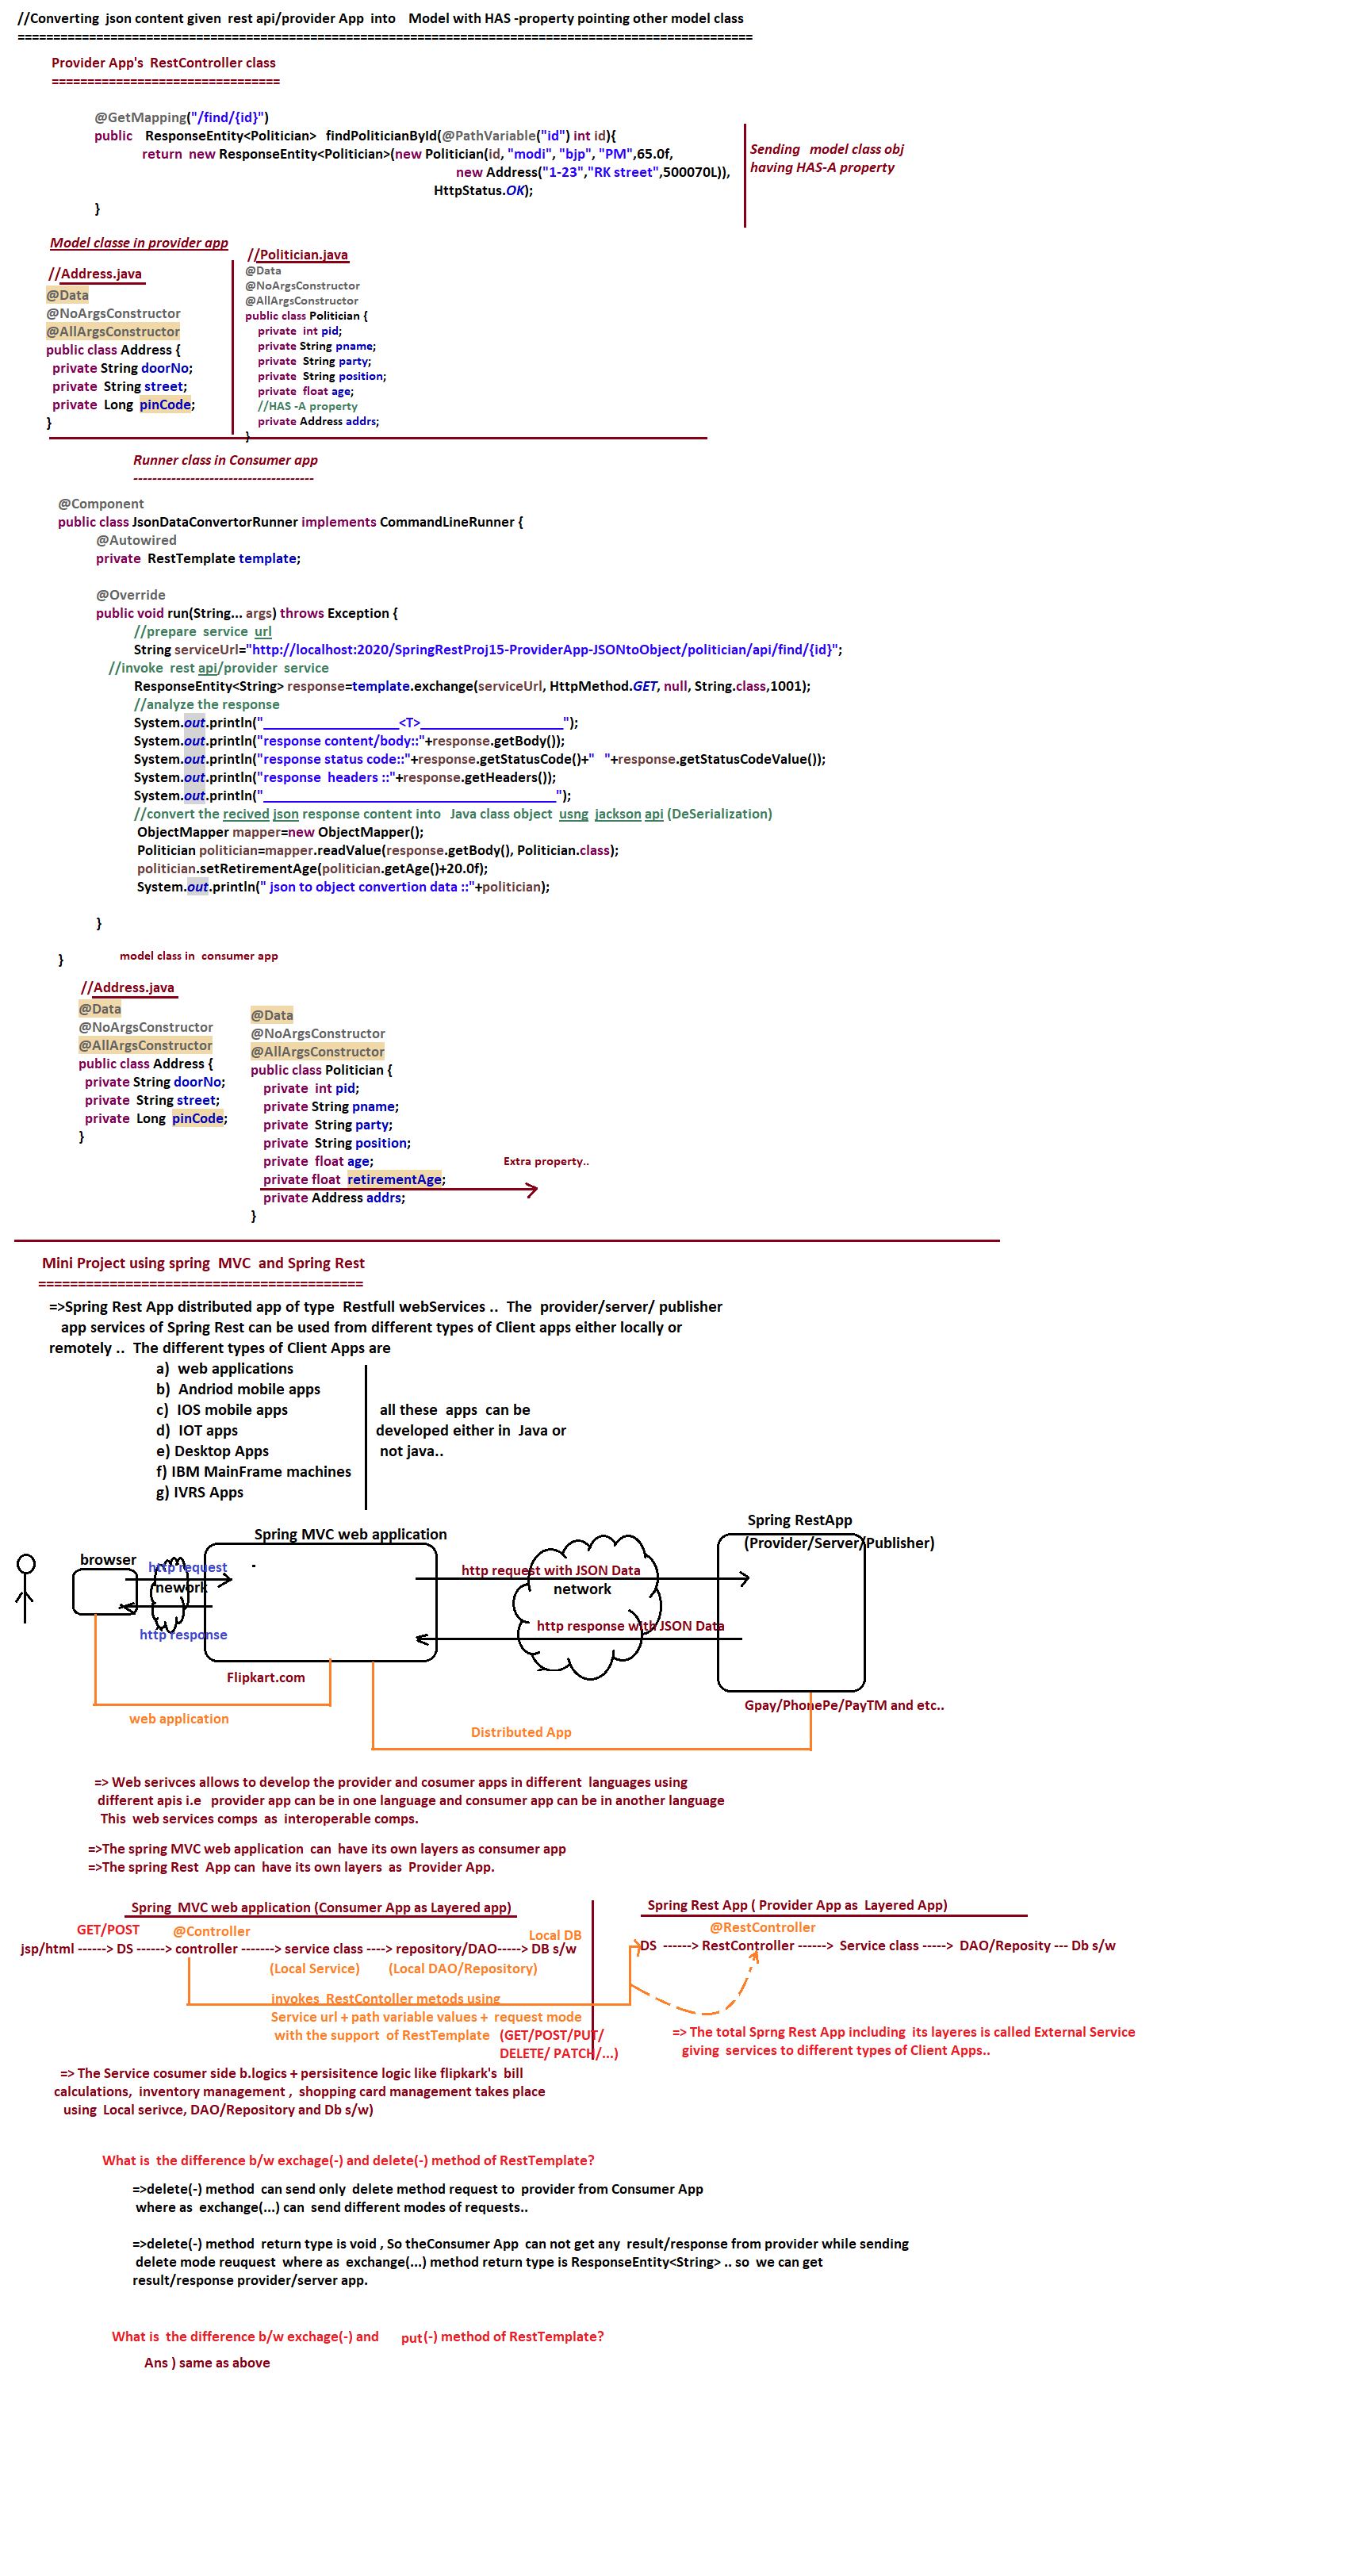 //Converting json content given rest api/provider App into Model with HAS -property pointing other model class
=====================================================================================================
Provider App's RestController class
================================
@GetMapping("/find/{id}")
public ResponseEntity<Politician> findPoliticianById(@PathVariable("id") int id){
return new ResponseEntity<Politician>(new Politician(id, "modi", "bjp", "PM",65.0f,
new Address("1-23","RK street",500070L)),
HttpStatus.OK);
}
Sending model class obj
having HAS-A property
Model classe in provider app
//Address.java
@Data
@NoArgsConstructor
@AllArgsConstructor
public class Address {
private String doorNo;
private String street;
private Long pinCode;
}
//Politician.java
@Data
@NoArgsConstructor
@AllArgsConstructor
public class Politician {
private int pid;
private String pname;
private String party;
private String position;
private float age;
//HAS -A property
private Address addrs;
}
Runner class in Consumer app
--------------------------------------
@Component
public class JsonDataConvertorRunner implements CommandLineRunner {
@Autowired
private RestTemplate template;
@Override
public void run(String... args) throws Exception {
//prepare service url
String serviceUrl="http://localhost:2020/SpringRestProj15-ProviderApp-JSONtoObject/politician/api/find/{id}";
//invoke rest api/provider service
ResponseEntity<String> response=template.exchange(serviceUrl, HttpMethod.GET, null, String.class,1001);
//analyze the response
System.out.println("___________________<T>____________________");
System.out.println("response content/body::"+response.getBody());
System.out.println("response status code::"+response.getStatusCode()+" "+response.getStatusCodeValue());
System.out.println("response headers ::"+response.getHeaders());
System.out.println("_________________________________________");
//convert the recived json response content into Java class object usng jackson api (DeSerialization)
ObjectMapper mapper=new ObjectMapper();
Politician politician=mapper.readValue(response.getBody(), Politician.class);
politician.setRetirementAge(politician.getAge()+20.0f);
System.out.println(" json to object convertion data ::"+politician);
}
}
model class in consumer app
//Address.java
@Data
@NoArgsConstructor
@AllArgsConstructor
public class Address {
private String doorNo;
private String street;
private Long pinCode;
}
@Data
@NoArgsConstructor
@AllArgsConstructor
public class Politician {
private int pid;
private String pname;
private String party;
private String position;
private float age;
private float retirementAge;
private Address addrs;
}
Extra property..
Mini Project using spring MVC and Spring Rest
=========================================
=>Spring Rest App distributed app of type Restfull webServices .. The provider/server/ publisher
app services of Spring Rest can be used from different types of Client apps either locally or
remotely .. The different types of Client Apps are
a) web applications
b) Andriod mobile apps
c) IOS mobile apps
d) IOT apps
e) Desktop Apps
f) IBM MainFrame machines
g) IVRS Apps
all these apps can be
developed either in Java or
not java..
Spring MVC web application
Spring RestApp
(Provider/Server/Publisher)
browser
http request
nework
http response
http request with JSON Data
network
http response with JSON Data
Flipkart.com
Gpay/PhonePe/PayTM and etc..
web application
Distributed App
=> Web serivces allows to develop the provider and cosumer apps in different languages using
different apis i.e provider app can be in one language and consumer app can be in another language
This web services comps as interoperable comps.
=>The spring MVC web application can have its own layers as consumer app
=>The spring Rest App can have its own layers as Provider App.
Spring MVC web application (Consumer App as Layered app)
Spring Rest App ( Provider App as Layered App)
GET/POST
@Controller
Local DB
@RestController
jsp/html ------> DS ------> controller -------> service class ----> repository/DAO-----> DB s/w
DS ------> RestController ------> Service class -----> DAO/Reposity --- Db s/w
(Local Service)
(Local DAO/Repository)
invokes RestContoller metods using
Service url + path variable values + request mode
with the support of RestTemplate (GET/POST/PUT/
DELETE/ PATCH/...)
=> The total Sprng Rest App including its layeres is called External Service
giving services to different types of Client Apps..
=> The Service cosumer side b.logics + persisitence logic like flipkark's bill
calculations, inventory management , shopping card management takes place
using Local serivce, DAO/Repository and Db s/w)
What is the difference b/w exchage(-) and delete(-) method of RestTemplate?
=>delete(-) method can send only delete method request to provider from Consumer App
where as exchange(...) can send different modes of requests..
=>delete(-) method return type is void , So theConsumer App can not get any result/response from provider while sending
delete mode reuquest where as exchange(...) method return type is ResponseEntity<String> .. so we can get
result/response provider/server app.
What is the difference b/w exchage(-) and put(-) method of RestTemplate?
Ans ) same as above